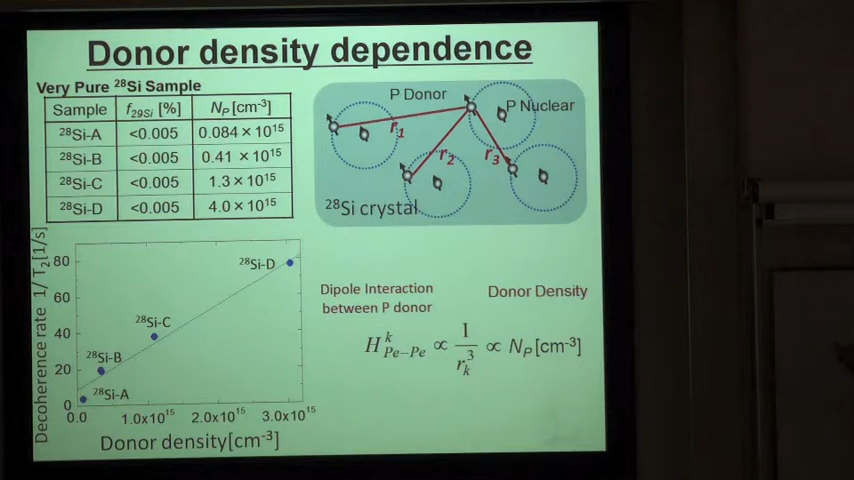 Donor density dependence
Very Pure ²⁸Si Sample
Sample f₂₉Si [%] Nₚ [cm⁻³]
²⁸Si-A <0.005 0.084 × 10¹⁵
²⁸Si-B <0.005 0.41 × 10¹⁵
²⁸Si-C <0.005 1.3 × 10¹⁵
²⁸Si-D <0.005 4.0 × 10¹⁵
P Donor
P Nuclear
r₁
r₂
r₃
²⁸Si crystal
Decoherence rate 1/ T₂[1/s]
80
60
40
20
0
²⁸Si-D
²⁸Si-C
²⁸Si-B
²⁸Si-A
0.0 1.0x10¹⁵ 2.0x10¹⁵ 3.0x10¹⁵
Donor density[cm⁻³]
Dipole Interaction
between P donor
Donor Density
H^k_{Pe-Pe} ∝ 1/r_k^3 ∝ N_P[cm⁻³]